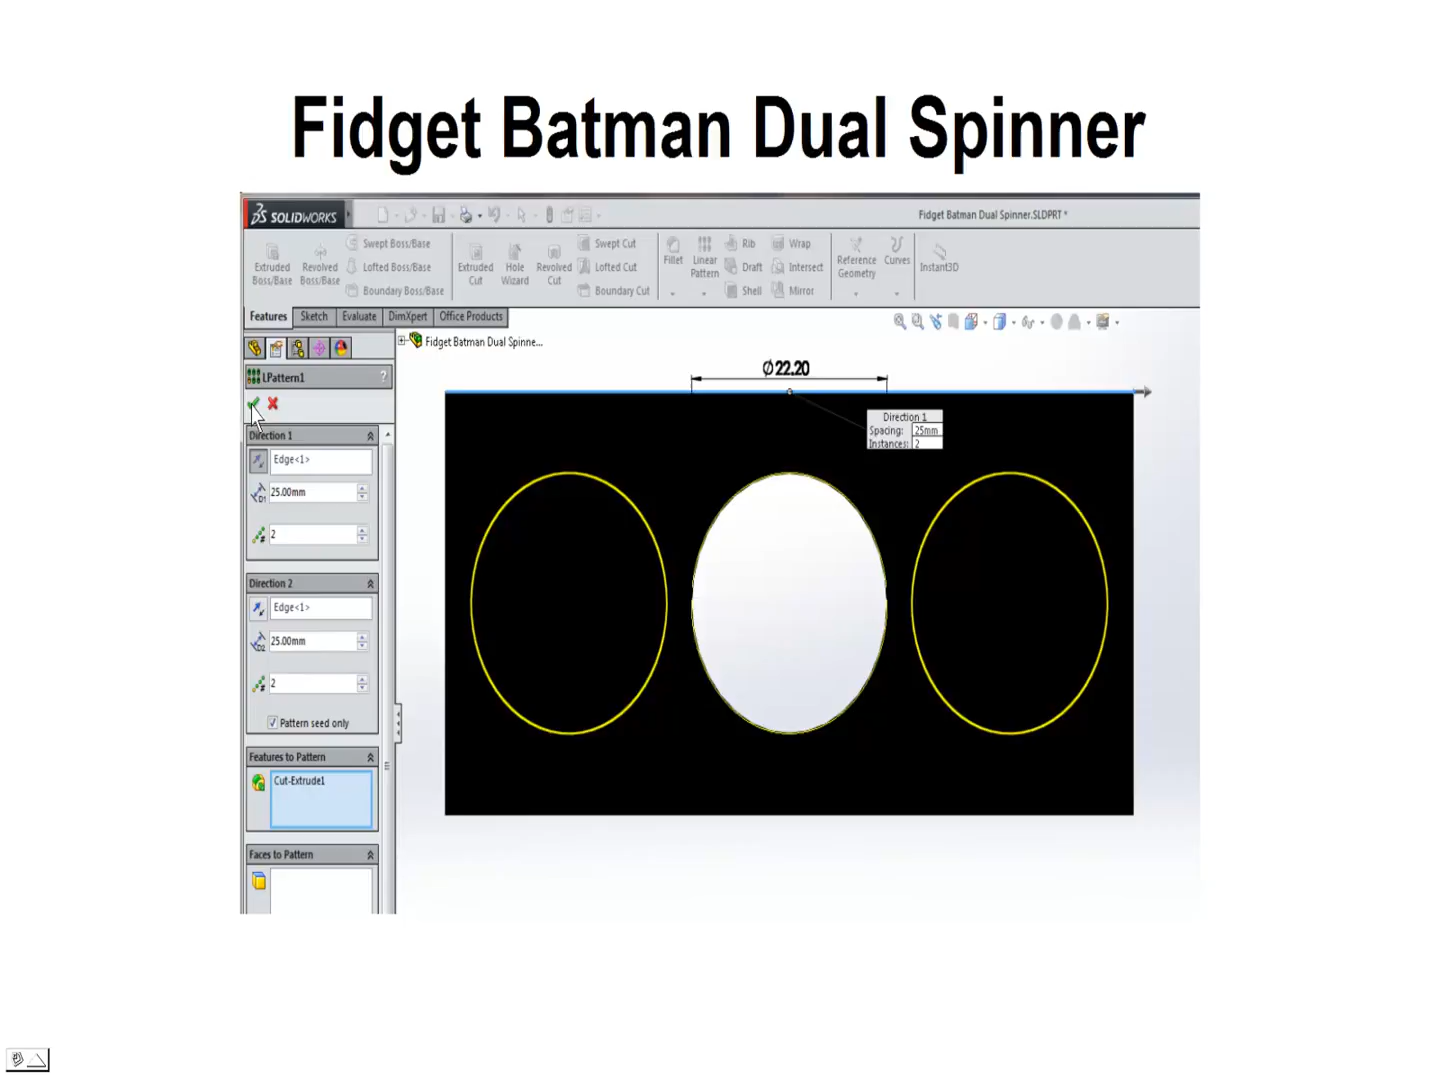 Fidget Batman Dual Spinner
SOLIDWORKS
Fidget Batman Dual Spinner.SLDPRT *
Extruded Boss/Base
Revolved Boss/Base
Swept Boss/Base
Lofted Boss/Base
Boundary Boss/Base
Extruded Cut
Hole Wizard
Revolved Cut
Swept Cut
Lofted Cut
Boundary Cut
Fillet
Linear Pattern
Rib
Draft
Shell
Wrap
Intersect
Mirror
Reference Geometry
Curves
Instant3D
Features Sketch Evaluate DimXpert Office Products
Fidget Batman Dual Spinne...
LPattern1 ?
Direction 1
Edge<1>
D1 25.00mm
2
Direction 2
Edge<1>
D2 25.00mm
2
Pattern seed only
Features to Pattern
Cut-Extrude1
Faces to Pattern
Ø22.20
Direction 1
Spacing: 25mm
Instances: 2